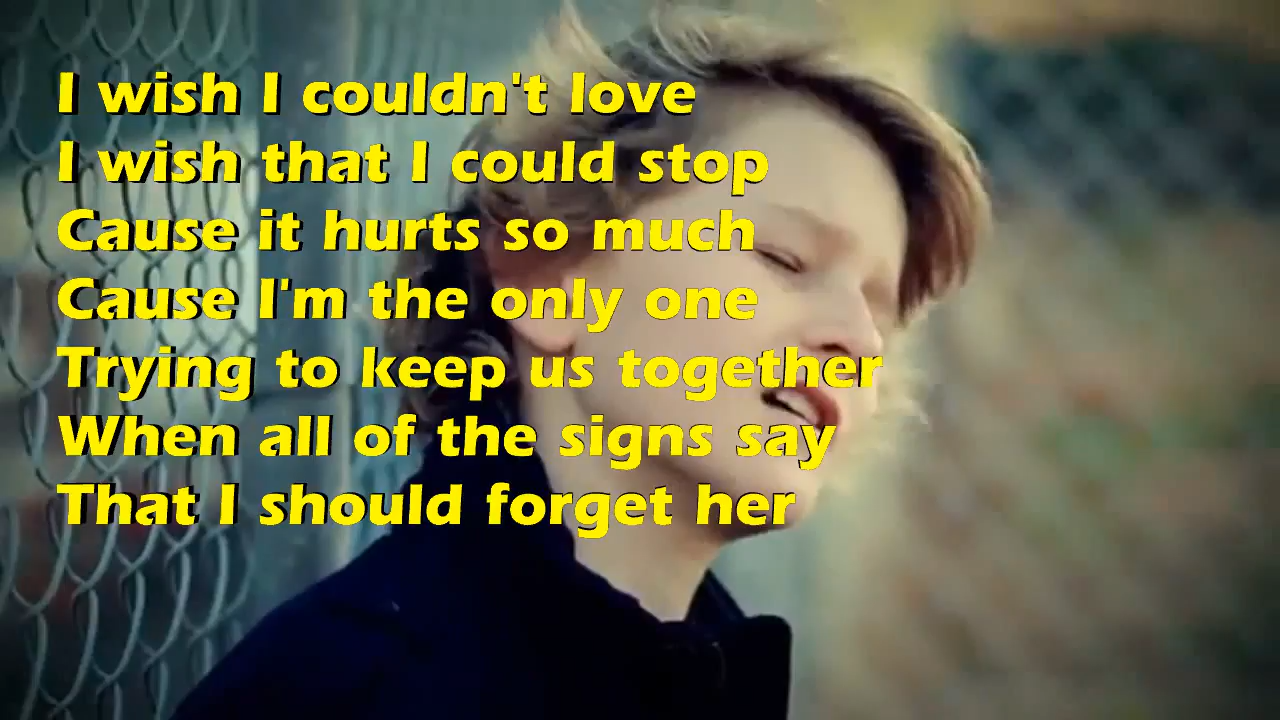 I wish I couldn't love
I wish that I could stop
Cause it hurts so much
Cause I'm the only one
Trying to keep us together
When all of the signs say
That I should forget her